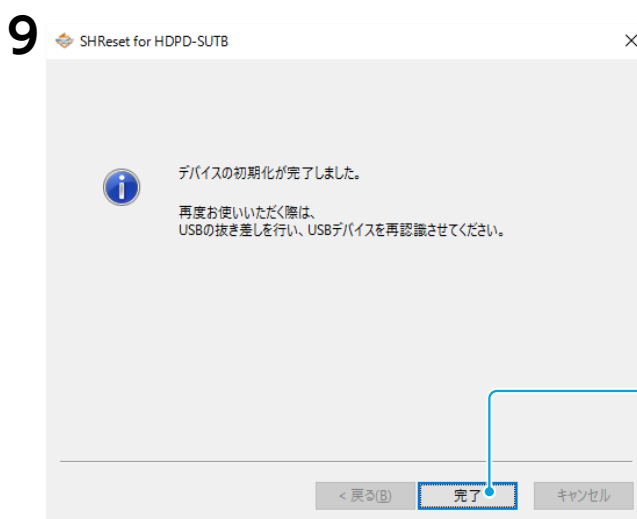 9
SHReset for HDPD-SUTB
デバイスの初期化が完了しました。
再度お使いいただく際は、
USBの抜き差しを行い、USBデバイスを再認識させてください。
< 戻る(B)
完了
キャンセル